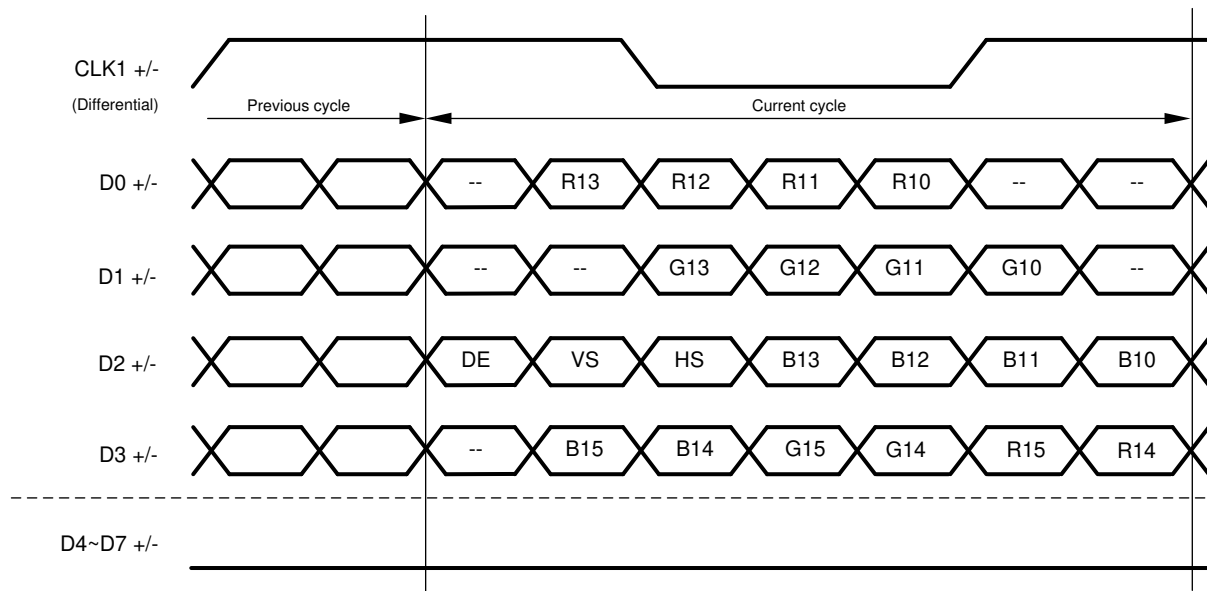 CLK1 +/-
(Differential)
Previous cycle Current cycle
D0 +/- -- R13 R12 R11 R10 -- --
D1 +/- -- -- G13 G12 G11 G10 --
D2 +/- DE VS HS B13 B12 B11 B10
D3 +/- -- B15 B14 G15 G14 R15 R14
D4~D7 +/-